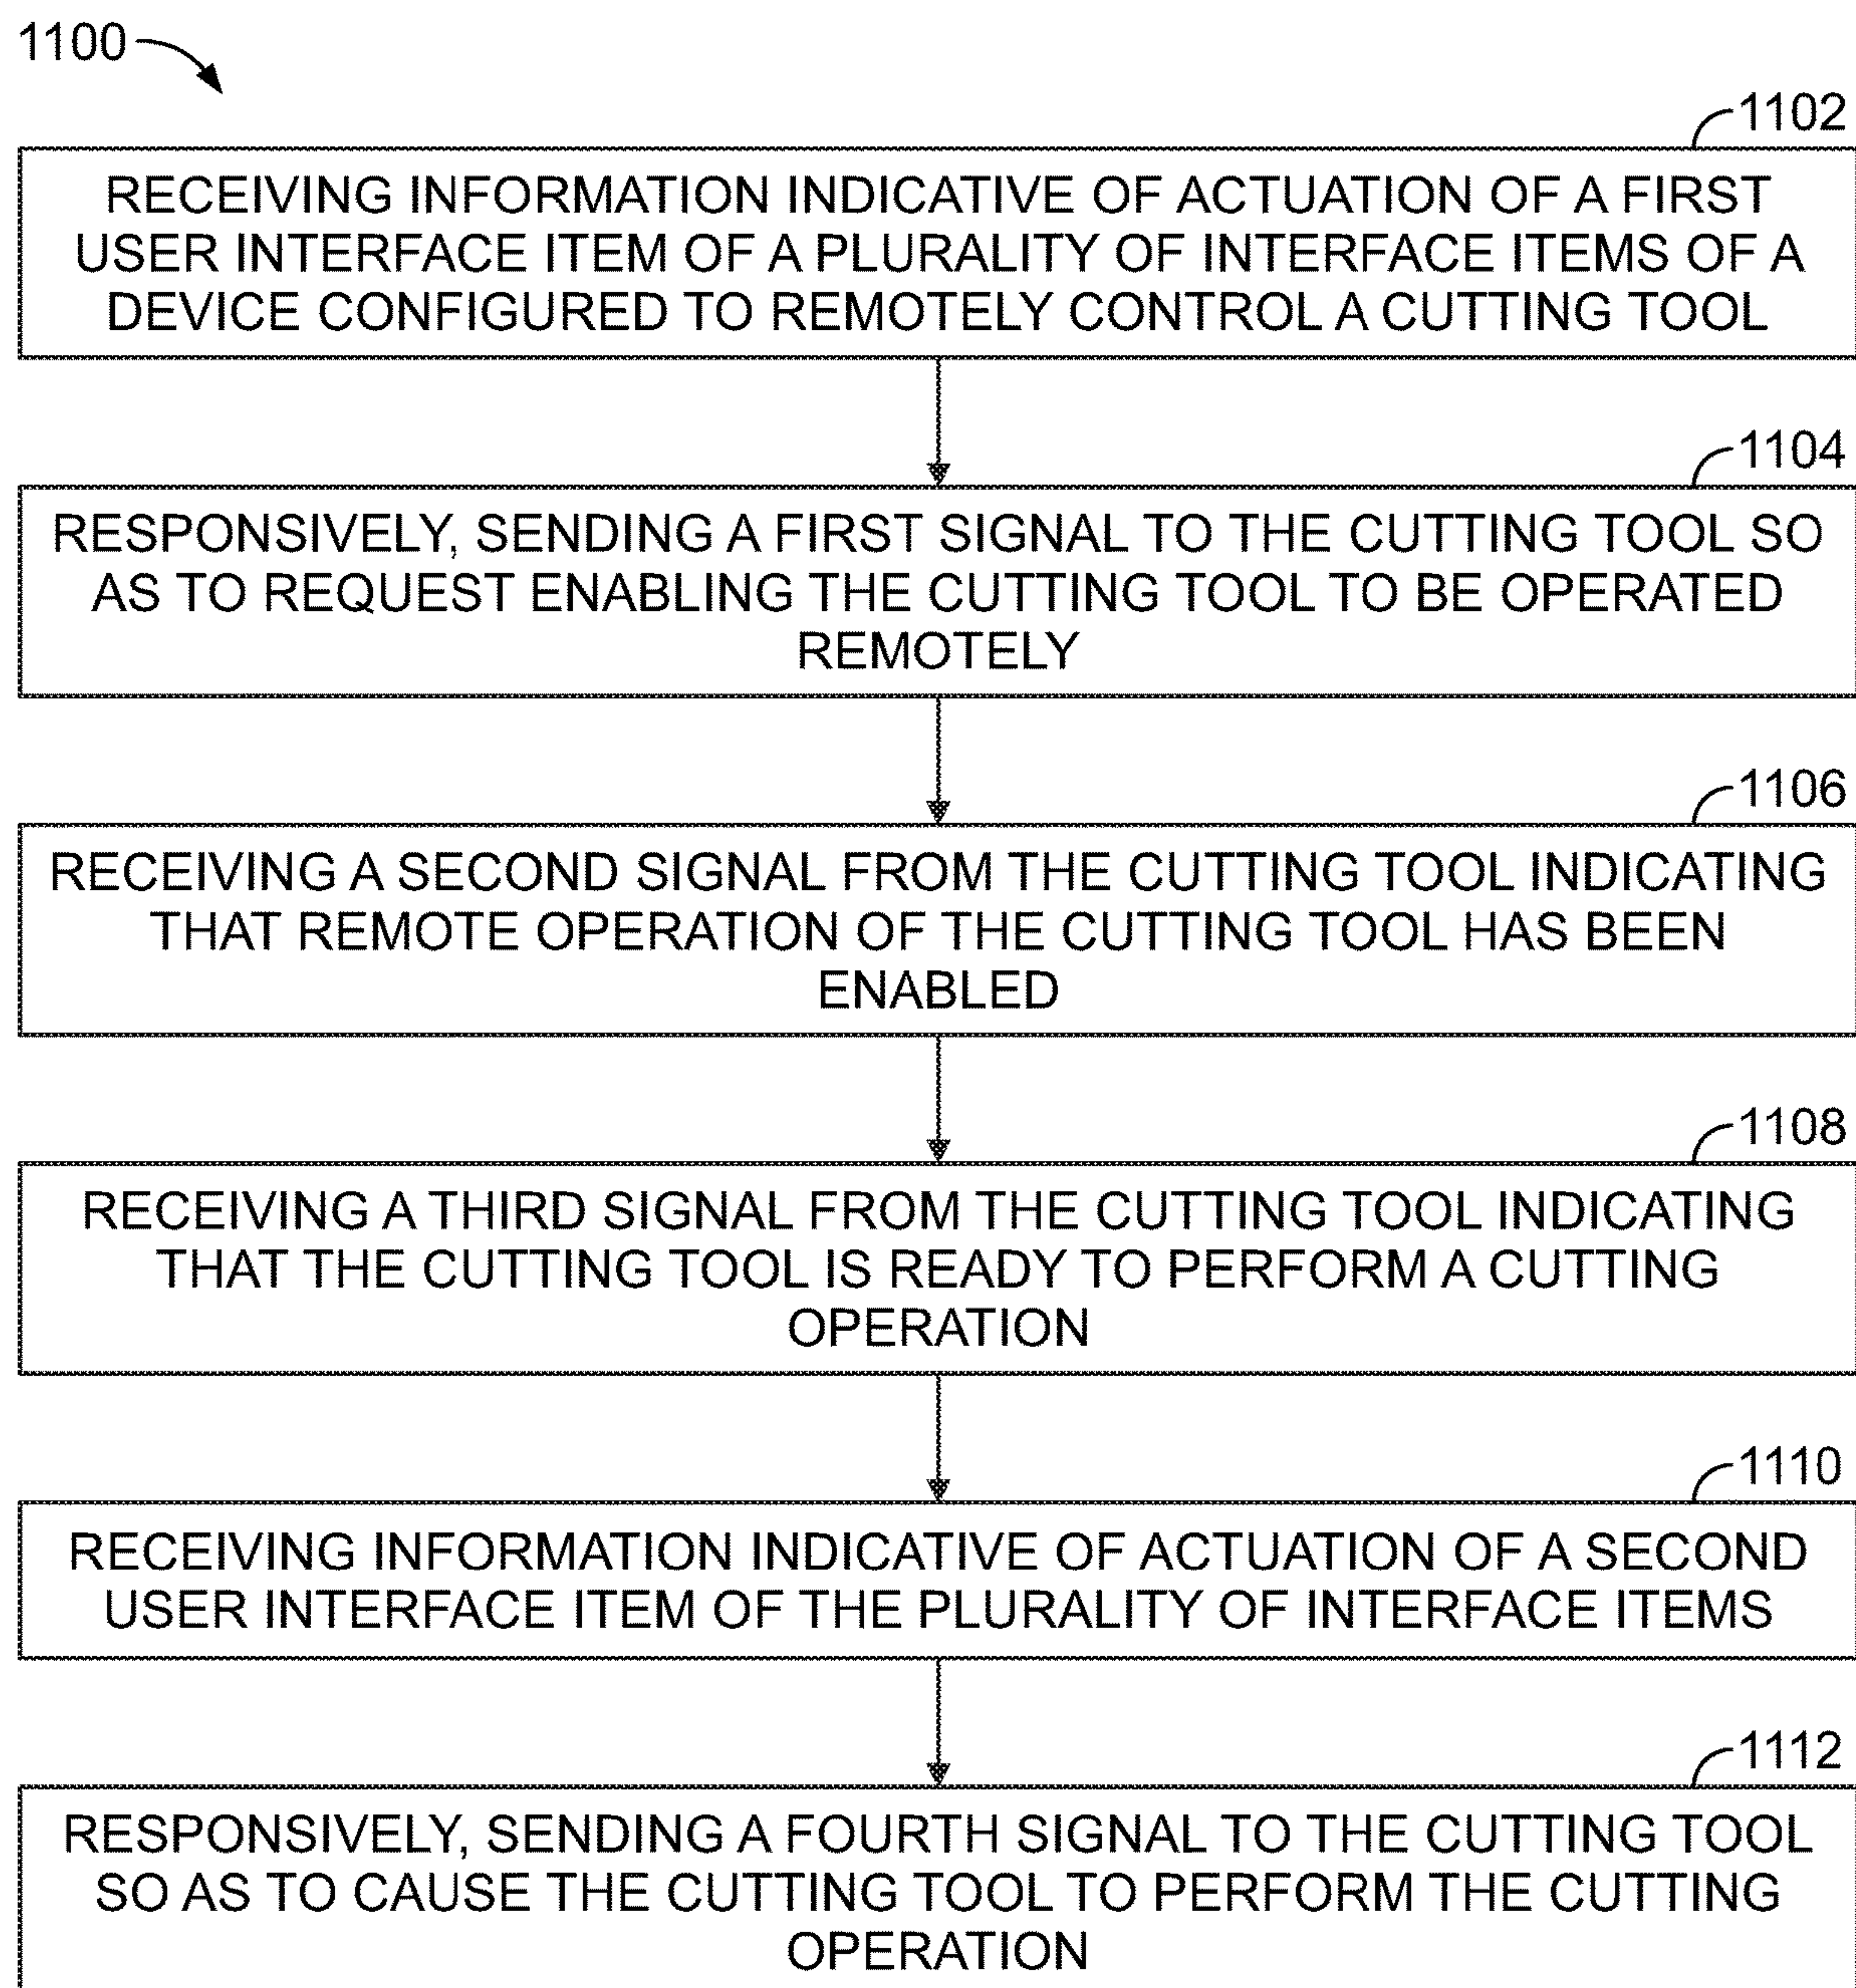 1100
1102
RECEIVING INFORMATION INDICATIVE OF ACTUATION OF A FIRST
USER INTERFACE ITEM OF A PLURALITY OF INTERFACE ITEMS OF A
DEVICE CONFIGURED TO REMOTELY CONTROL A CUTTING TOOL
1104
RESPONSIVELY, SENDING A FIRST SIGNAL TO THE CUTTING TOOL SO
AS TO REQUEST ENABLING THE CUTTING TOOL TO BE OPERATED
REMOTELY
1106
RECEIVING A SECOND SIGNAL FROM THE CUTTING TOOL INDICATING
THAT REMOTE OPERATION OF THE CUTTING TOOL HAS BEEN
ENABLED
1108
RECEIVING A THIRD SIGNAL FROM THE CUTTING TOOL INDICATING
THAT THE CUTTING TOOL IS READY TO PERFORM A CUTTING
OPERATION
1110
RECEIVING INFORMATION INDICATIVE OF ACTUATION OF A SECOND
USER INTERFACE ITEM OF THE PLURALITY OF INTERFACE ITEMS
1112
RESPONSIVELY, SENDING A FOURTH SIGNAL TO THE CUTTING TOOL
SO AS TO CAUSE THE CUTTING TOOL TO PERFORM THE CUTTING
OPERATION